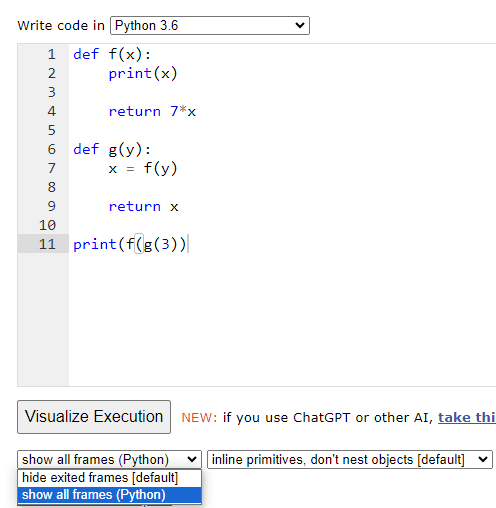 Write code in Python 3.6
1 def f(x):
2     print(x)
3
4     return 7*x
5
6 def g(y):
7     x = f(y)
8
9     return x
10
11 print(f(g(3))
Visualize Execution NEW: if you use ChatGPT or other AI, take thi
show all frames (Python) inline primitives, don't nest objects [default]
hide exited frames [default]
show all frames (Python)